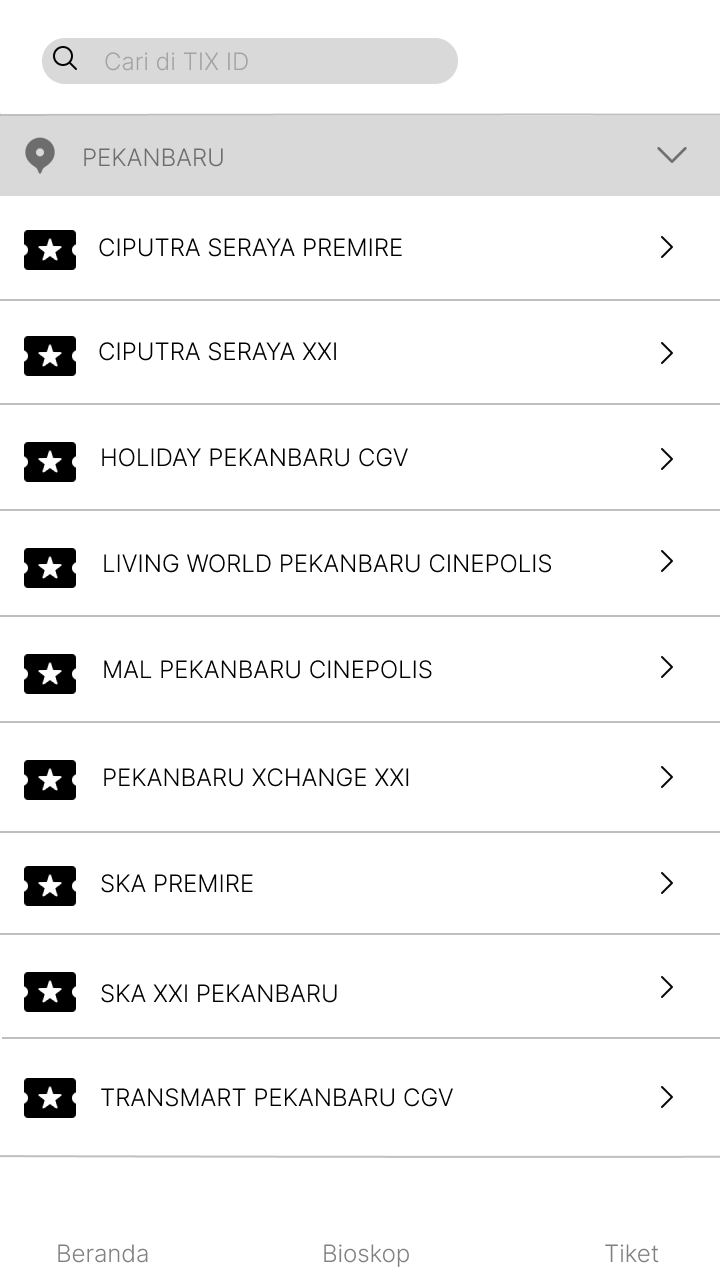 Cari di TIX ID
PEKANBARU
CIPUTRA SERAYA PREMIRE
CIPUTRA SERAYA XXI
HOLIDAY PEKANBARU CGV
LIVING WORLD PEKANBARU CINEPOLIS
MAL PEKANBARU CINEPOLIS
PEKANBARU XCHANGE XXI
SKA PREMIRE
SKA XXI PEKANBARU
TRANSMART PEKANBARU CGV
Beranda Bioskop Tiket